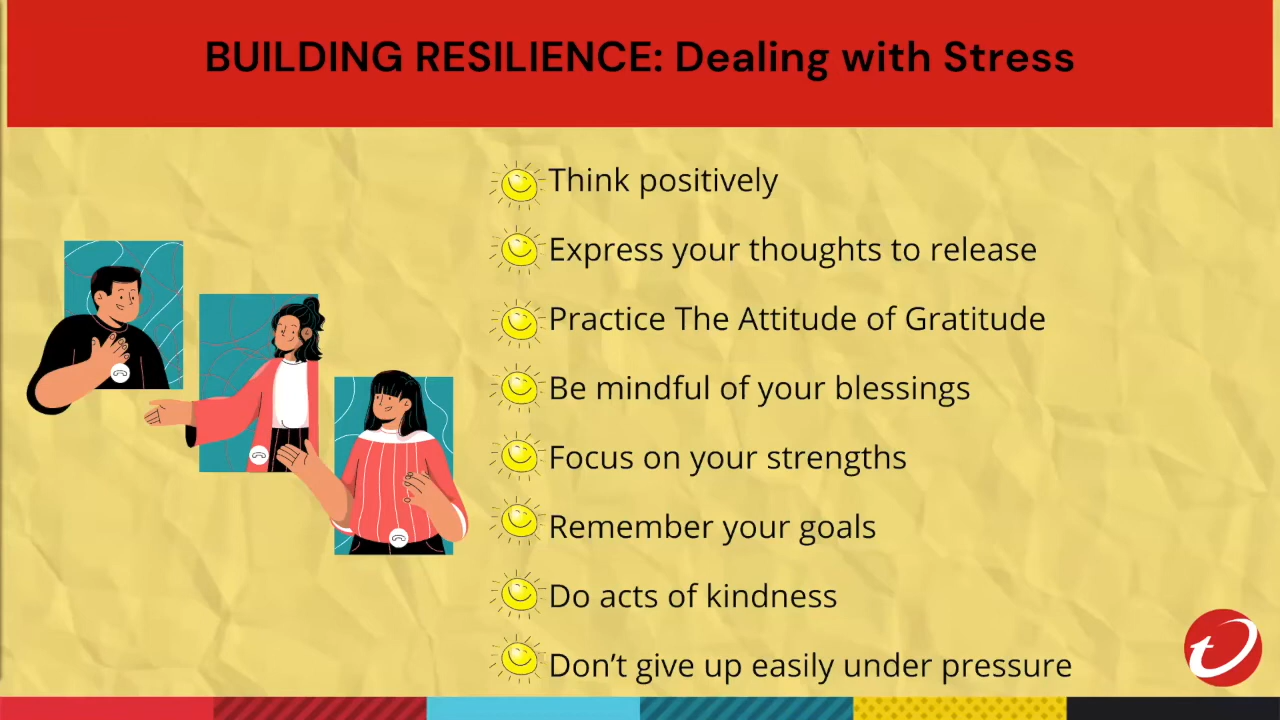 BUILDING RESILIENCE: Dealing with Stress
Think positively
Express your thoughts to release
Practice The Attitude of Gratitude
Be mindful of your blessings
Focus on your strengths
Remember your goals
Do acts of kindness
Don’t give up easily under pressure